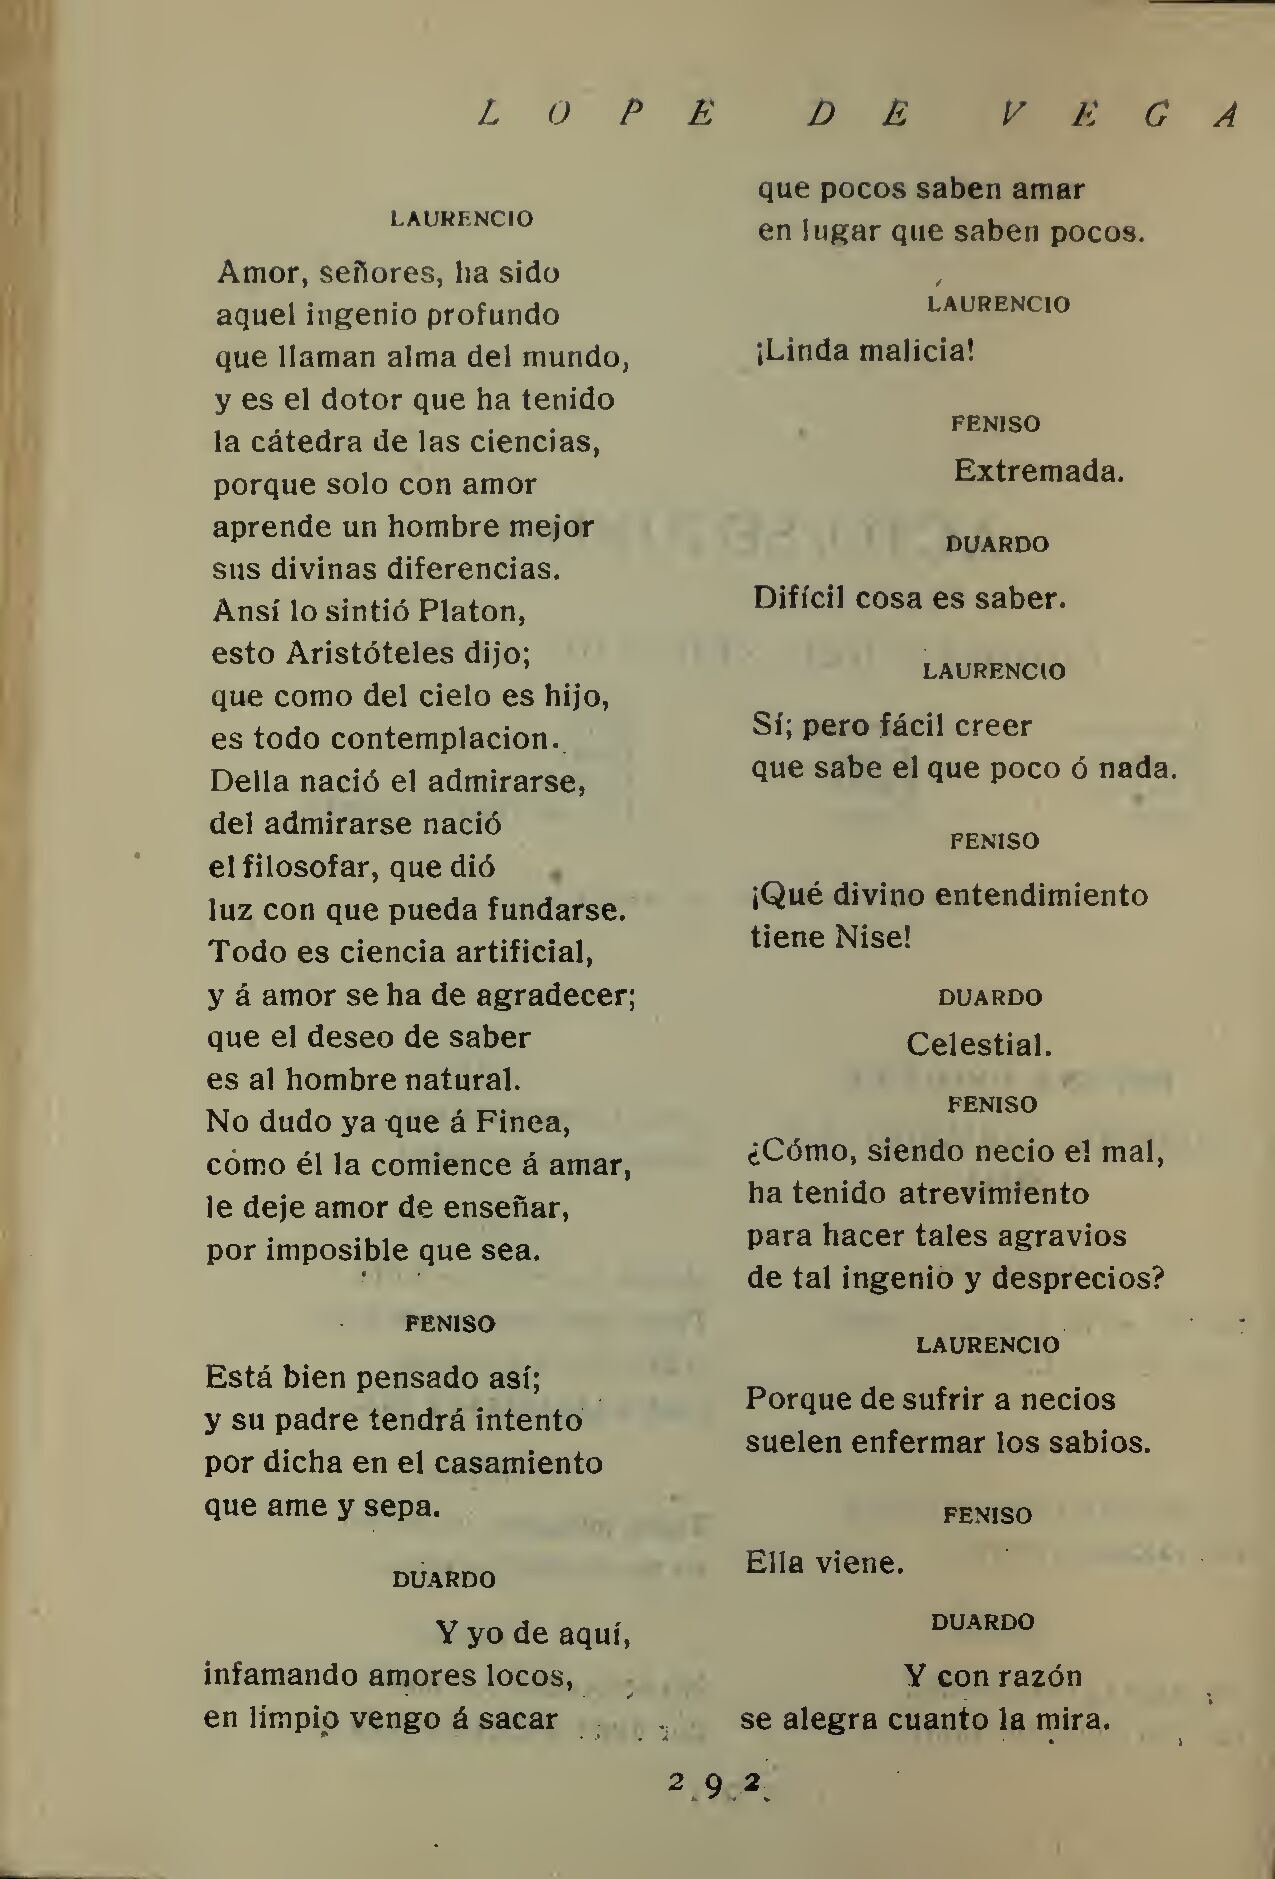 LOPE DE VEGA
LAURENCIO
Amor, señores, ha sido
aquel ingenio profundo
que llaman alma del mundo,
y es el dotor que ha tenido
la cátedra de las ciencias,
porque solo con amor
aprende un hombre mejor
sus divinas diferencias.
Ansí lo sintió Platon,
esto Aristóteles dijo;
que como del cielo es hijo,
es todo contemplacion.
Della nació el admirarse,
del admirarse nació
el filosofar, que dió
luz con que pueda fundarse.
Todo es ciencia artificial,
y á amor se ha de agradecer;
que el deseo de saber
es al hombre natural.
No dudo ya que á Finea,
cómo él la comience á amar,
le deje amor de enseñar,
por imposible que sea.
FENISO
Está bien pensado así;
y su padre tendrá intento
por dicha en el casamiento
que ame y sepa.
DUARDO
Y yo de aquí,
infamando amores locos,
en limpio vengo á sacar
que pocos saben amar
en lugar que saben pocos.
LAURENCIO
¡Linda malicia!
FENISO
Extremada.
DUARDO
Difícil cosa es saber.
LAURENCIO
Sí; pero fácil creer
que sabe el que poco ó nada.
FENISO
¡Qué divino entendimiento
tiene Nise!
DUARDO
Celestial.
FENISO
¿Cómo, siendo necio el mal,
ha tenido atrevimiento
para hacer tales agravios
de tal ingenio y desprecios?
LAURENCIO
Porque de sufrir a necios
suelen enfermar los sabios.
FENISO
Ella viene.
DUARDO
Y con razón
se alegra cuanto la mira.
292